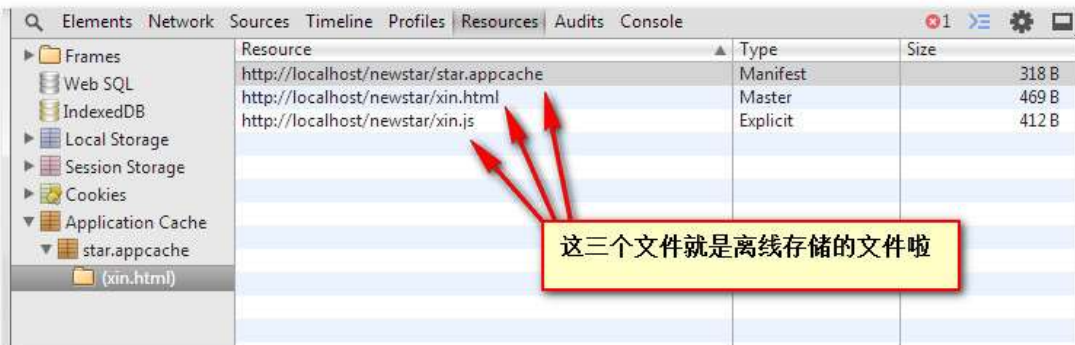 Elements Network Sources Timeline Profiles Resources Audits Console 1
Frames
Web SQL
IndexedDB
Local Storage
Session Storage
Cookies
Application Cache
star.appcache
(xin.html)
Resource Type Size
http://localhost/newstar/star.appcache Manifest 318 B
http://localhost/newstar/xin.html Master 469 B
http://localhost/newstar/xin.js Explicit 412 B
这三个文件就是离线存储的文件啦